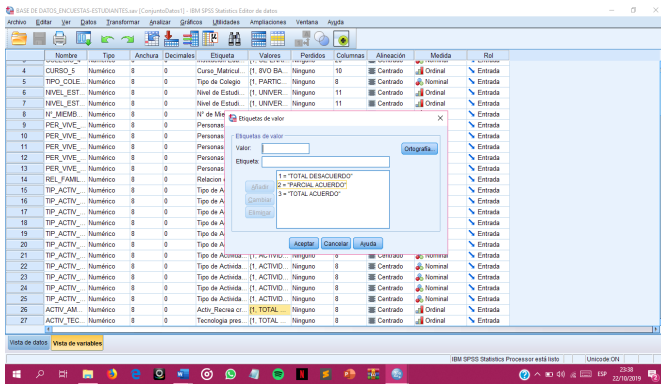 BASE DE DATOS_ENCUESTAS-ESTUDIANTES.sav [ConjuntoDatos1] - IBM SPSS Statistics Editor de datos
Archivo Editar Ver Datos Transformar Analizar Gráficos Utilidades Ampliaciones Ventana Ayuda
Nombre Tipo Anchura Decimales Etiqueta Valores Perdidos Columnas Alineación Medida Rol
4 CURSO_5 Numérico 8 0 Curso_Matricul... {1, 8VO BA... Ninguno 10 Centrado Ordinal Entrada
5 TIPO_COLE... Numérico 8 0 Tipo de Colegio {1, PARTIC... Ninguno 8 Centrado Nominal Entrada
6 NIVEL_EST... Numérico 8 0 Nivel de Estudi... {1, UNIVER... Ninguno 11 Centrado Ordinal Entrada
7 NIVEL_EST... Numérico 8 0 Nivel de Estudi... {1, UNIVER... Ninguno 11 Centrado Ordinal Entrada
8 N°_MIEMB... Numérico 8 0 N° de Mie Entrada
9 PER_VIVE_... Numérico 8 0 Personas Entrada
10 PER_VIVE_... Numérico 8 0 Personas Entrada
11 PER_VIVE_... Numérico 8 0 Personas Entrada
12 PER_VIVE_... Numérico 8 0 Personas Entrada
13 PER_VIVE_... Numérico 8 0 Personas Entrada
14 REL_FAMIL... Numérico 8 0 Relacion Entrada
15 TIP_ACTIV_... Numérico 8 0 Tipo de A Entrada
16 TIP_ACTIV_... Numérico 8 0 Tipo de A Entrada
17 TIP_ACTIV_... Numérico 8 0 Tipo de A Entrada
18 TIP_ACTIV_... Numérico 8 0 Tipo de A Entrada
19 TIP_ACTIV_... Numérico 8 0 Tipo de A Entrada
20 TIP_ACTIV_... Numérico 8 0 Tipo de A Entrada
21 TIP_ACTIV_... Numérico 8 0 Tipo de Activida... {1, ACTIVID... Ninguno 8 Centrado Nominal Entrada
22 TIP_ACTIV_... Numérico 8 0 Tipo de Activida... {1, ACTIVID... Ninguno 8 Centrado Nominal Entrada
23 TIP_ACTIV_... Numérico 8 0 Tipo de Activida... {1, ACTIVID... Ninguno 8 Centrado Nominal Entrada
24 TIP_ACTIV_... Numérico 8 0 Tipo de Activida... {1, ACTIVID... Ninguno 8 Centrado Nominal Entrada
25 TIP_ACTIV_... Numérico 8 0 Tipo de Activida... {1, ACTIVID... Ninguno 8 Centrado Nominal Entrada
26 ACTIV_AM... Numérico 8 0 Activ_Recrea cr... {1, TOTAL ... Ninguno 8 Centrado Ordinal Entrada
27 ACTIV_TEC... Numérico 8 0 Tecnologia pres... {1, TOTAL ... Ninguno 8 Centrado Ordinal Entrada
Etiquetas de valor
Etiquetas de valor
Valor:
Ortografía...
Etiqueta:
1 = "TOTAL DESACUERDO"
2 = "PARCIAL ACUERDO"
3 = "TOTAL ACUERDO"
Añadir
Cambiar
Eliminar
Aceptar Cancelar Ayuda
Vista de datos Vista de variables
IBM SPSS Statistics Processor está listo Unicode:ON
ESP 23:38
22/10/2019